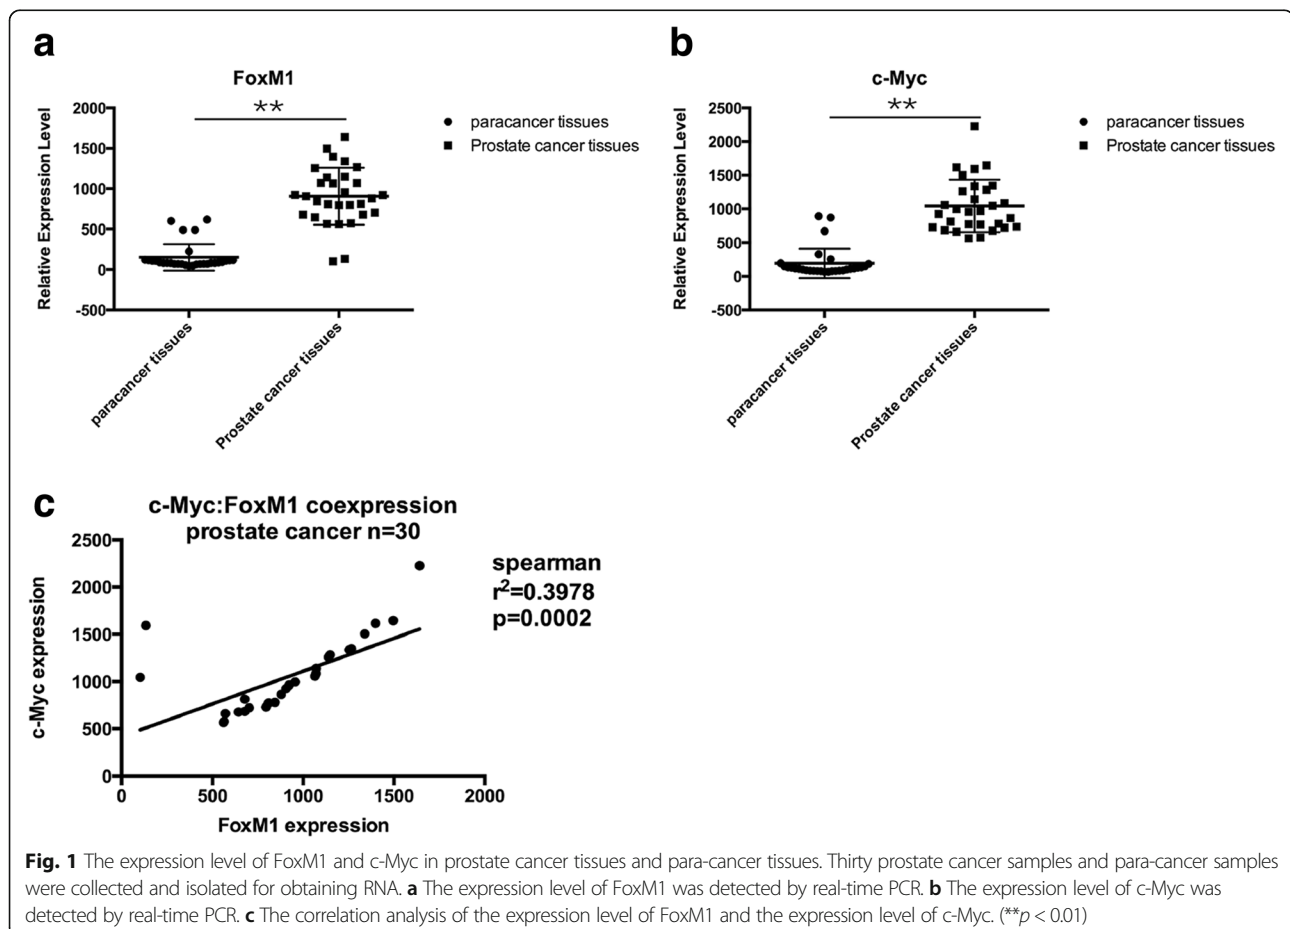 a
FoxM1
**
2000
1500
1000
500
0
-500
Relative Expression Level
paracancer tissues
Prostate cancer tissues
paracancer tissues
Prostate cancer tissues
b
c-Myc
**
2500
2000
1500
1000
500
0
-500
Relative Expression Level
paracancer tissues
Prostate cancer tissues
paracancer tissues
Prostate cancer tissues
c
c-Myc:FoxM1 coexpression
prostate cancer n=30
2500
2000
1500
1000
500
0
c-Myc expression
0 500 1000 1500 2000
FoxM1 expression
spearman
r²=0.3978
p=0.0002
Fig. 1 The expression level of FoxM1 and c-Myc in prostate cancer tissues and para-cancer tissues. Thirty prostate cancer samples and para-cancer samples
were collected and isolated for obtaining RNA. a The expression level of FoxM1 was detected by real-time PCR. b The expression level of c-Myc was
detected by real-time PCR. c The correlation analysis of the expression level of FoxM1 and the expression level of c-Myc. (**p < 0.01)